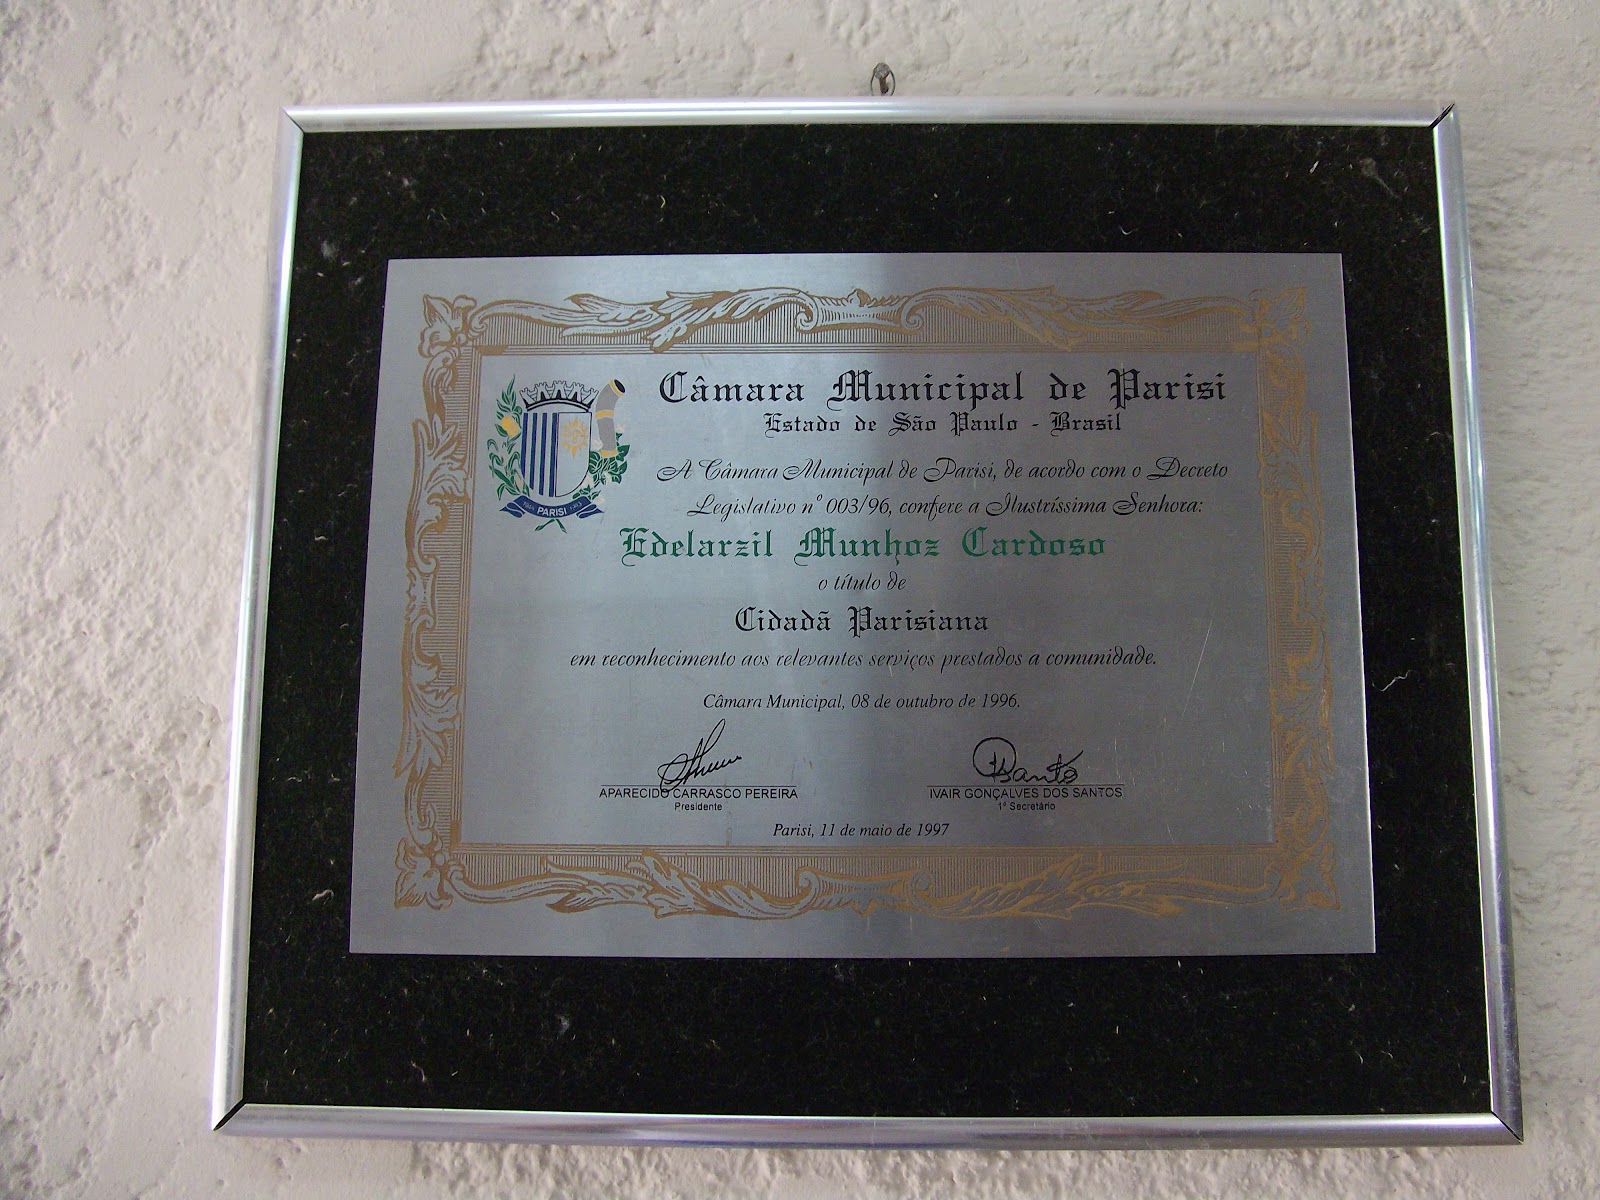 Câmara Municipal de Parisi
Estado de São Paulo - Brasil
A Câmara Municipal de Parisi, de acordo com o Decreto
Legislativo nº 003/96, confere a Ilustríssima Senhora:
Edelarzil Munhoz Cardoso
o título de
Cidadã Parisiana
em reconhecimento aos relevantes serviços prestados a comunidade.
Câmara Municipal, 08 de outubro de 1996.
APARECIDO CARRASCO PEREIRA
Presidente
Santos
IVAIR GONÇALVES DOS SANTOS
1º Secretário
Parisi, 11 de maio de 1997
PARISI